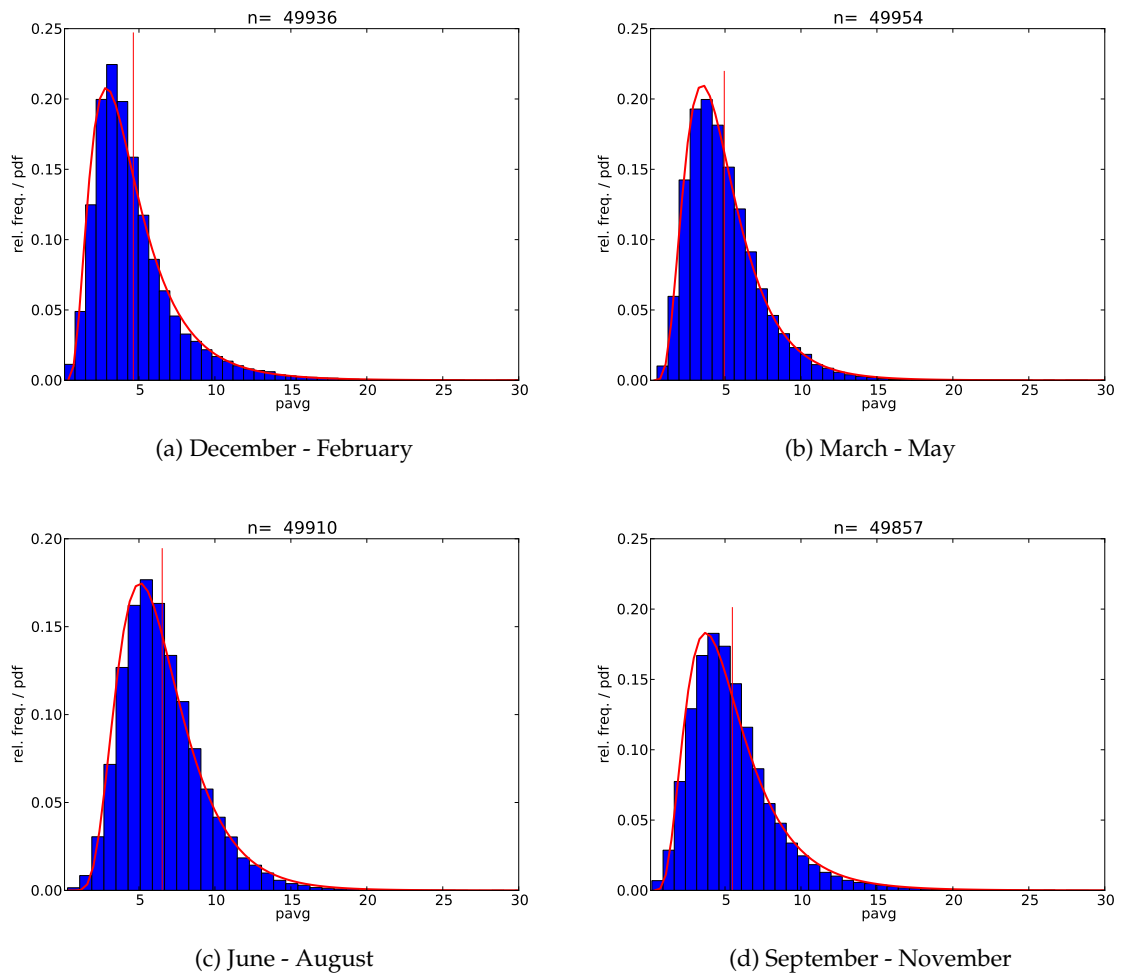 n= 49936
0.25
0.20
0.15
0.10
0.05
0.00
rel. freq. / pdf
5 10 15 20 25 30
pavg
(a) December - February
n= 49954
0.25
0.20
0.15
0.10
0.05
0.00
rel. freq. / pdf
5 10 15 20 25 30
pavg
(b) March - May
n= 49910
0.20
0.15
0.10
0.05
0.00
rel. freq. / pdf
5 10 15 20 25 30
pavg
(c) June - August
n= 49857
0.25
0.20
0.15
0.10
0.05
0.00
rel. freq. / pdf
5 10 15 20 25 30
pavg
(d) September - November